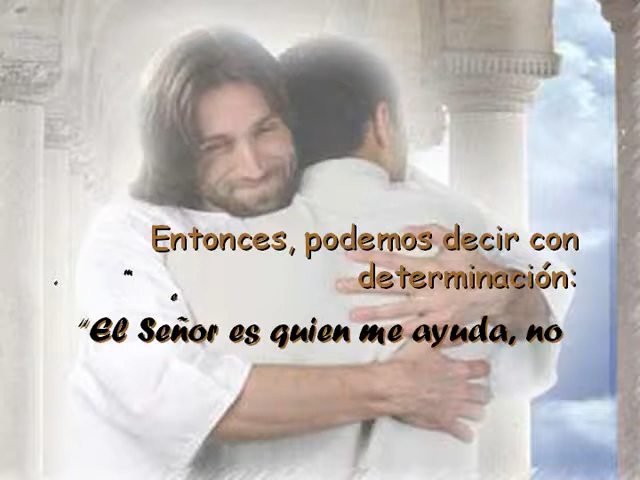 Entonces, podemos decir con
determinación:
. m
e
"El Señor es quien me ayuda, no